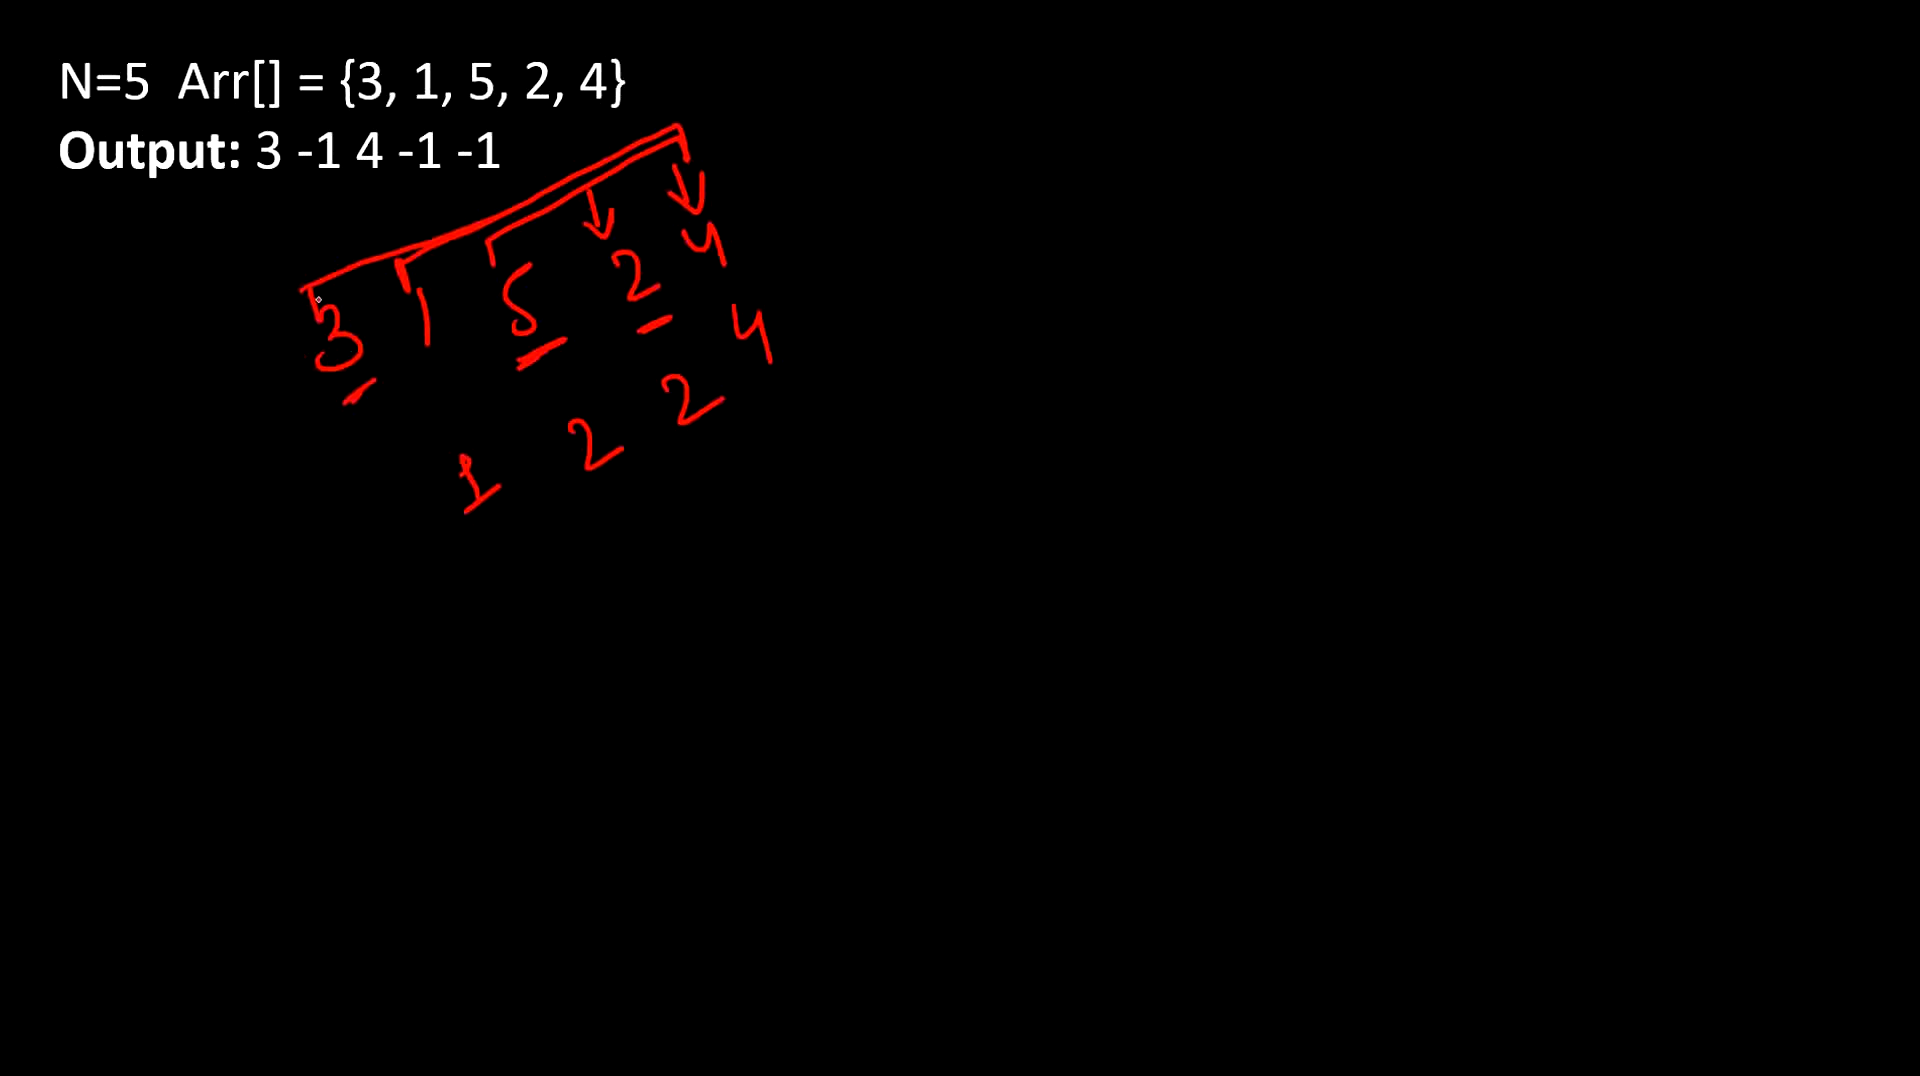 N=5 Arr[] = {3, 1, 5, 2, 4}
Output: 3 -1 4 -1 -1
3 1 5 2 4
1 2 2 4